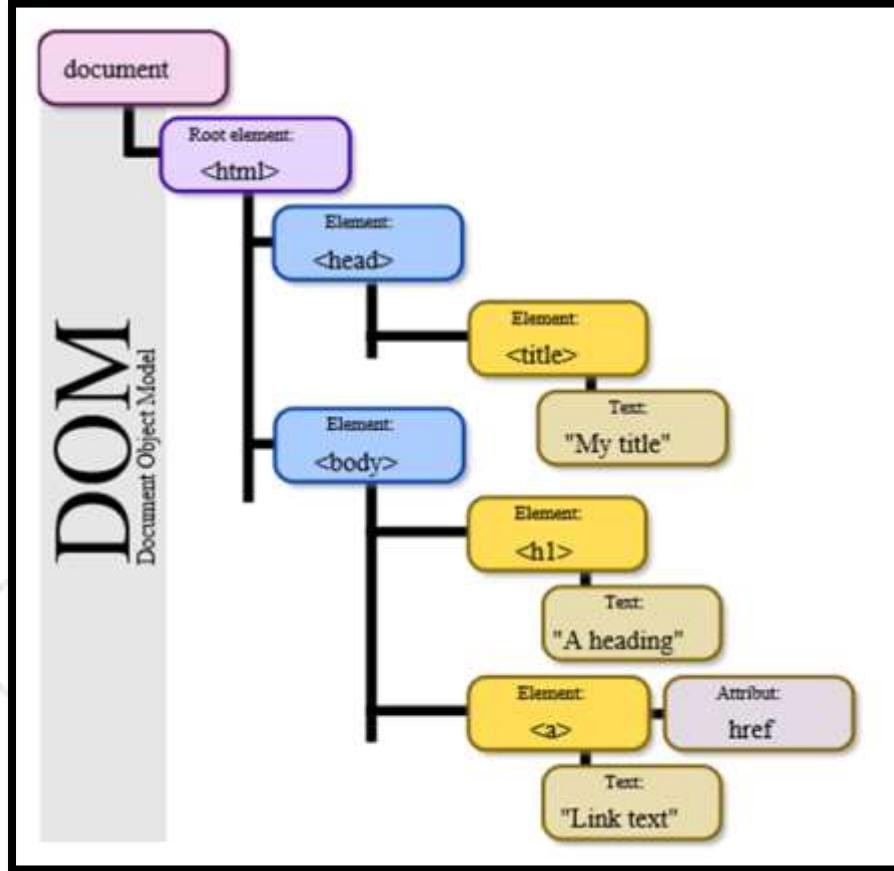 document
Root element:
<html>
Element:
<head>
Element:
<title>
Text:
"My title"
Element:
<body>
Element:
<h1>
Text:
"A heading"
Element:
<a>
Attribut:
href
Text:
"Link text"
DOM
Document Object Model